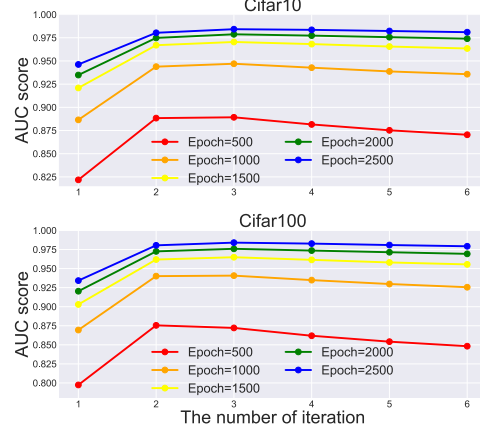 Cifar10
1.000
0.975
0.950
0.925
0.900
0.875
0.850
0.825
AUC score
Epoch=500
Epoch=2000
Epoch=1000
Epoch=2500
Epoch=1500
1 2 3 4 5 6
Cifar100
1.000
0.975
0.950
0.925
0.900
0.875
0.850
0.825
0.800
AUC score
Epoch=500
Epoch=2000
Epoch=1000
Epoch=2500
Epoch=1500
1 2 3 4 5 6
The number of iteration